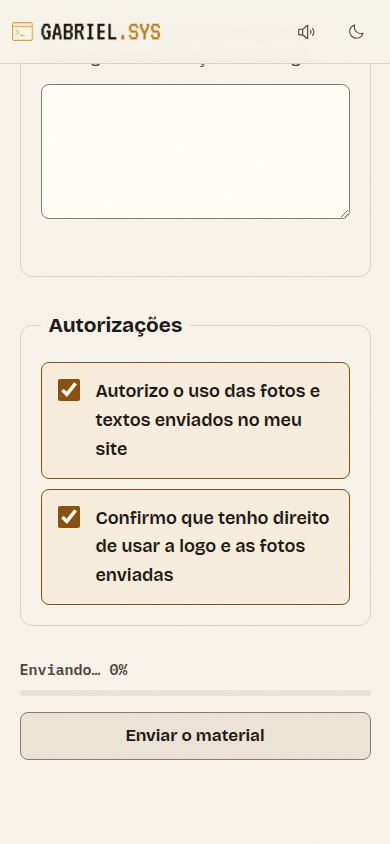 GABRIEL.SYS
Autorizações
Autorizo o uso das fotos e
textos enviados no meu
site
Confirmo que tenho direito
de usar a logo e as fotos
enviadas
Enviando… 0%
Enviar o material